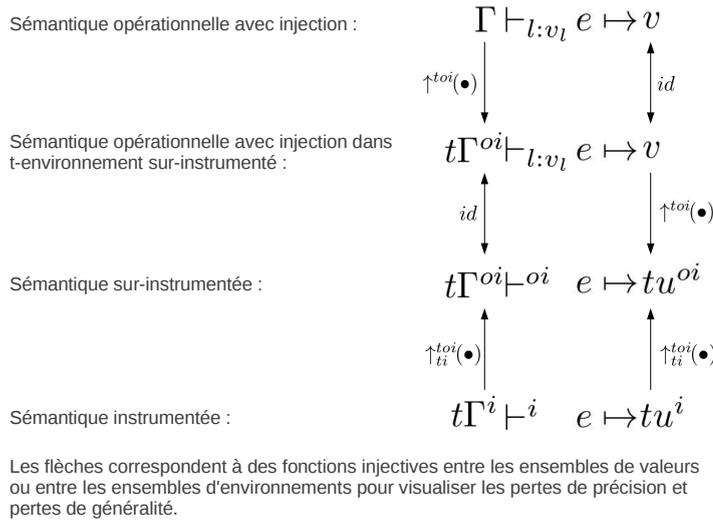 Sémantique opérationnelle avec injection :
Γ ⊢_{l:v_l} e ↦ v
↑^{toi}(•)
id
Sémantique opérationnelle avec injection dans
t-environnement sur-instrumenté :
tΓ^{oi} ⊢_{l:v_l} e ↦ v
id
↑^{toi}(•)
Sémantique sur-instrumentée :
tΓ^{oi} ⊢^{oi} e ↦ tu^{oi}
↑_{ti}^{toi}(•)
↑_{ti}^{toi}(•)
Sémantique instrumentée :
tΓ^{i} ⊢^{i} e ↦ tu^{i}
Les flèches correspondent à des fonctions injectives entre les ensembles de valeurs
ou entre les ensembles d'environnements pour visualiser les pertes de précision et
pertes de généralité.